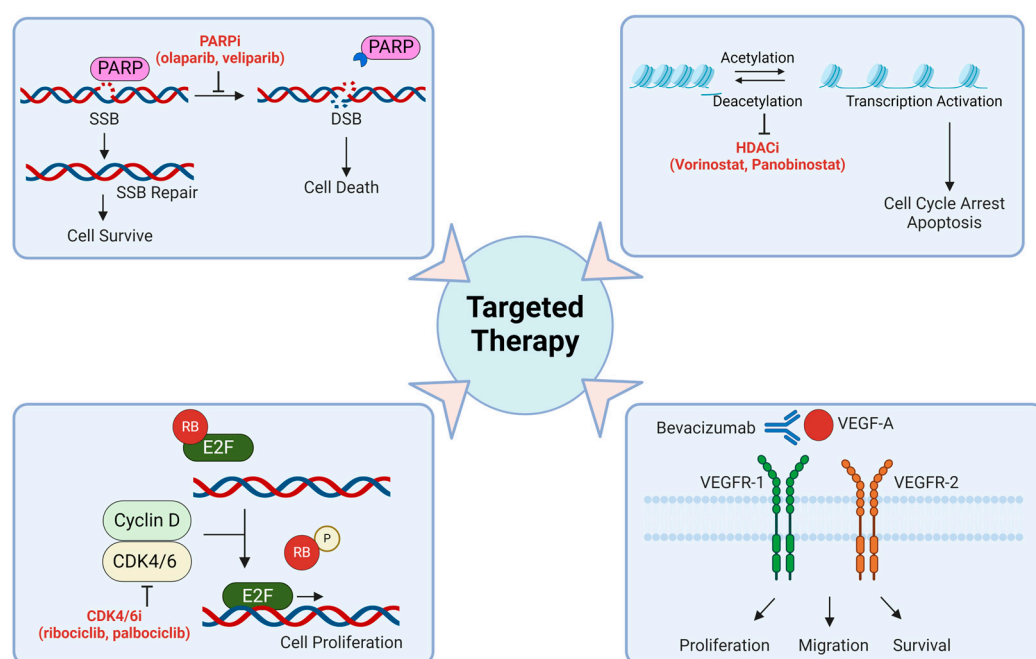 PARPi
(olaparib, veliparib)
PARP
PARP
SSB
DSB
SSB Repair
Cell Death
Cell Survive
Acetylation
Deacetylation
Transcription Activation
HDACi
(Vorinostat, Panobinostat)
Cell Cycle Arrest
Apoptosis
Targeted
Therapy
RB
E2F
Cyclin D
CDK4/6
RB
P
CDK4/6i
(ribociclib, palbociclib)
E2F
Cell Proliferation
Bevacizumab
VEGF-A
VEGFR-1
VEGFR-2
Proliferation
Migration
Survival